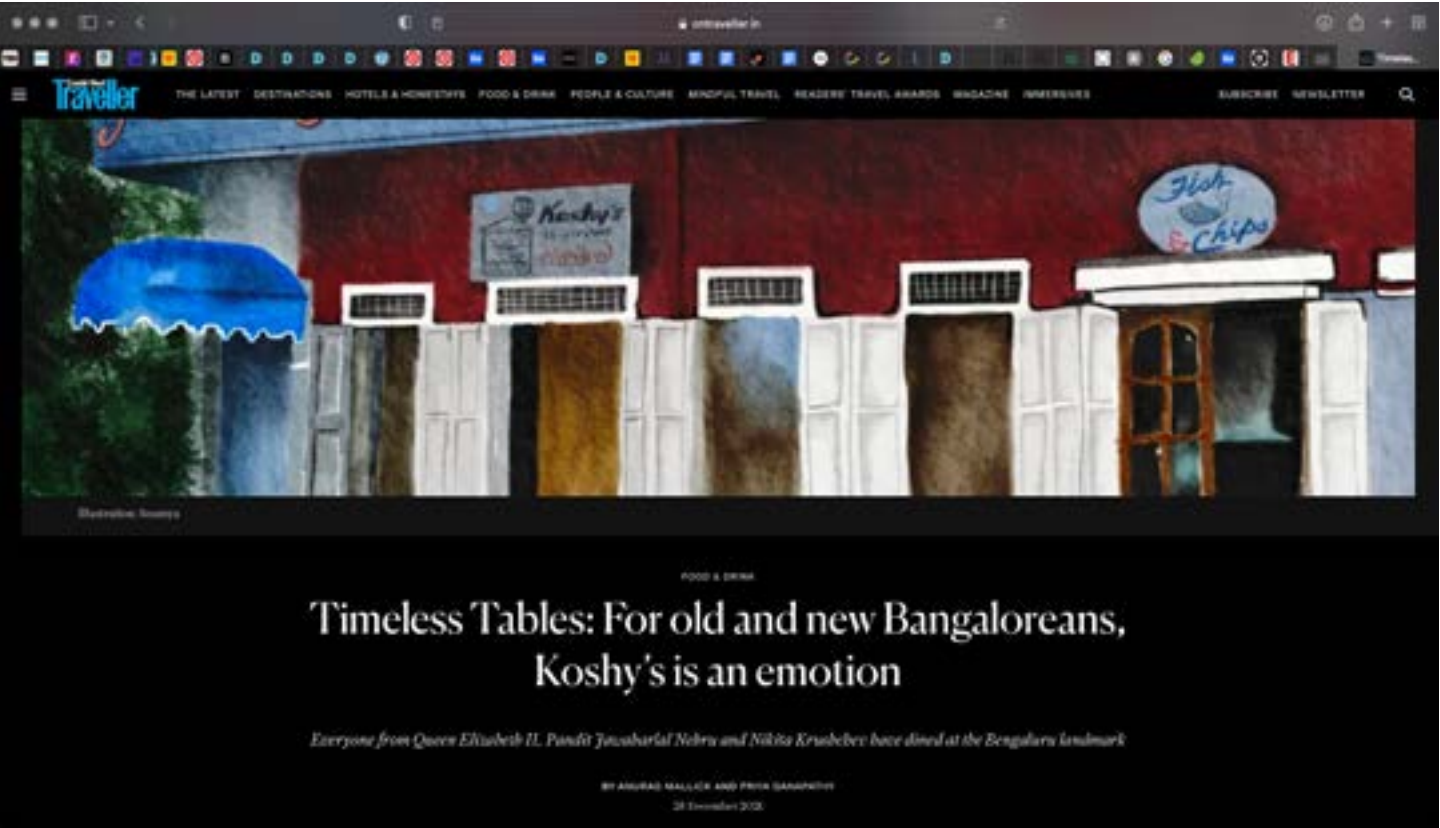 cntraveller.in
Traveller
THE LATEST DESTINATIONS HOTELS & HOMESTAYS FOOD & DRINK PEOPLE & CULTURE MINDFUL TRAVEL READERS' TRAVEL AWARDS MAGAZINE IMMERSIVES SUBSCRIBE NEWSLETTER
Koshy's
Fish
& Chips
Illustration:
FOOD & DRINK
Timeless Tables: For old and new Bangaloreans,
Koshy's is an emotion
Everyone from Queen Elizabeth II, Pandit Jawaharlal Nehru and Nikita Krushchev have dined at the Bengaluru landmark
BY ANURAG MALLICK AND PRIYA GANAPATHY